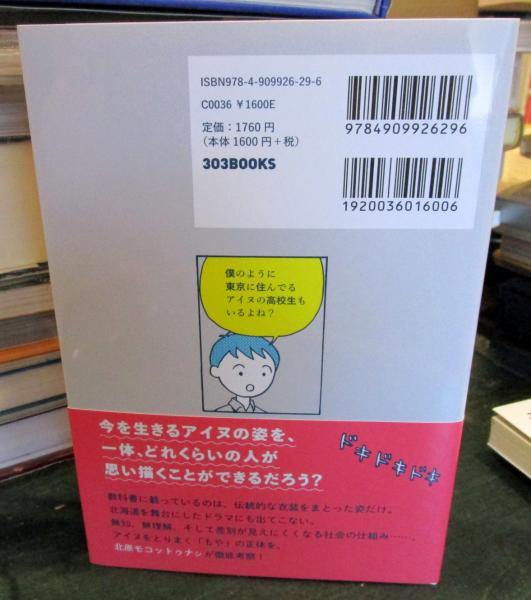 ISBN978-4-909926-29-6
C0036 ¥1600E
定価：1760円
（本体1600円+税）
303BOOKS
9784909926296
1920036016006
僕のように
東京に住んでる
アイヌの高校生も
いるよね？
今を生きるアイヌの姿を、
一体、どれくらいの人が
思い描くことができるだろう？
ドキドキドキ
教科書に載っているのは、伝統的な衣装をまとった姿だけ。
北海道を舞台にしたドラマにも出てこない。
無知、無理解、そして差別が見えにくくなる社会の仕組み……。
アイヌをとりまく「もや」の正体を、
北原モコットゥナシが徹底考察！